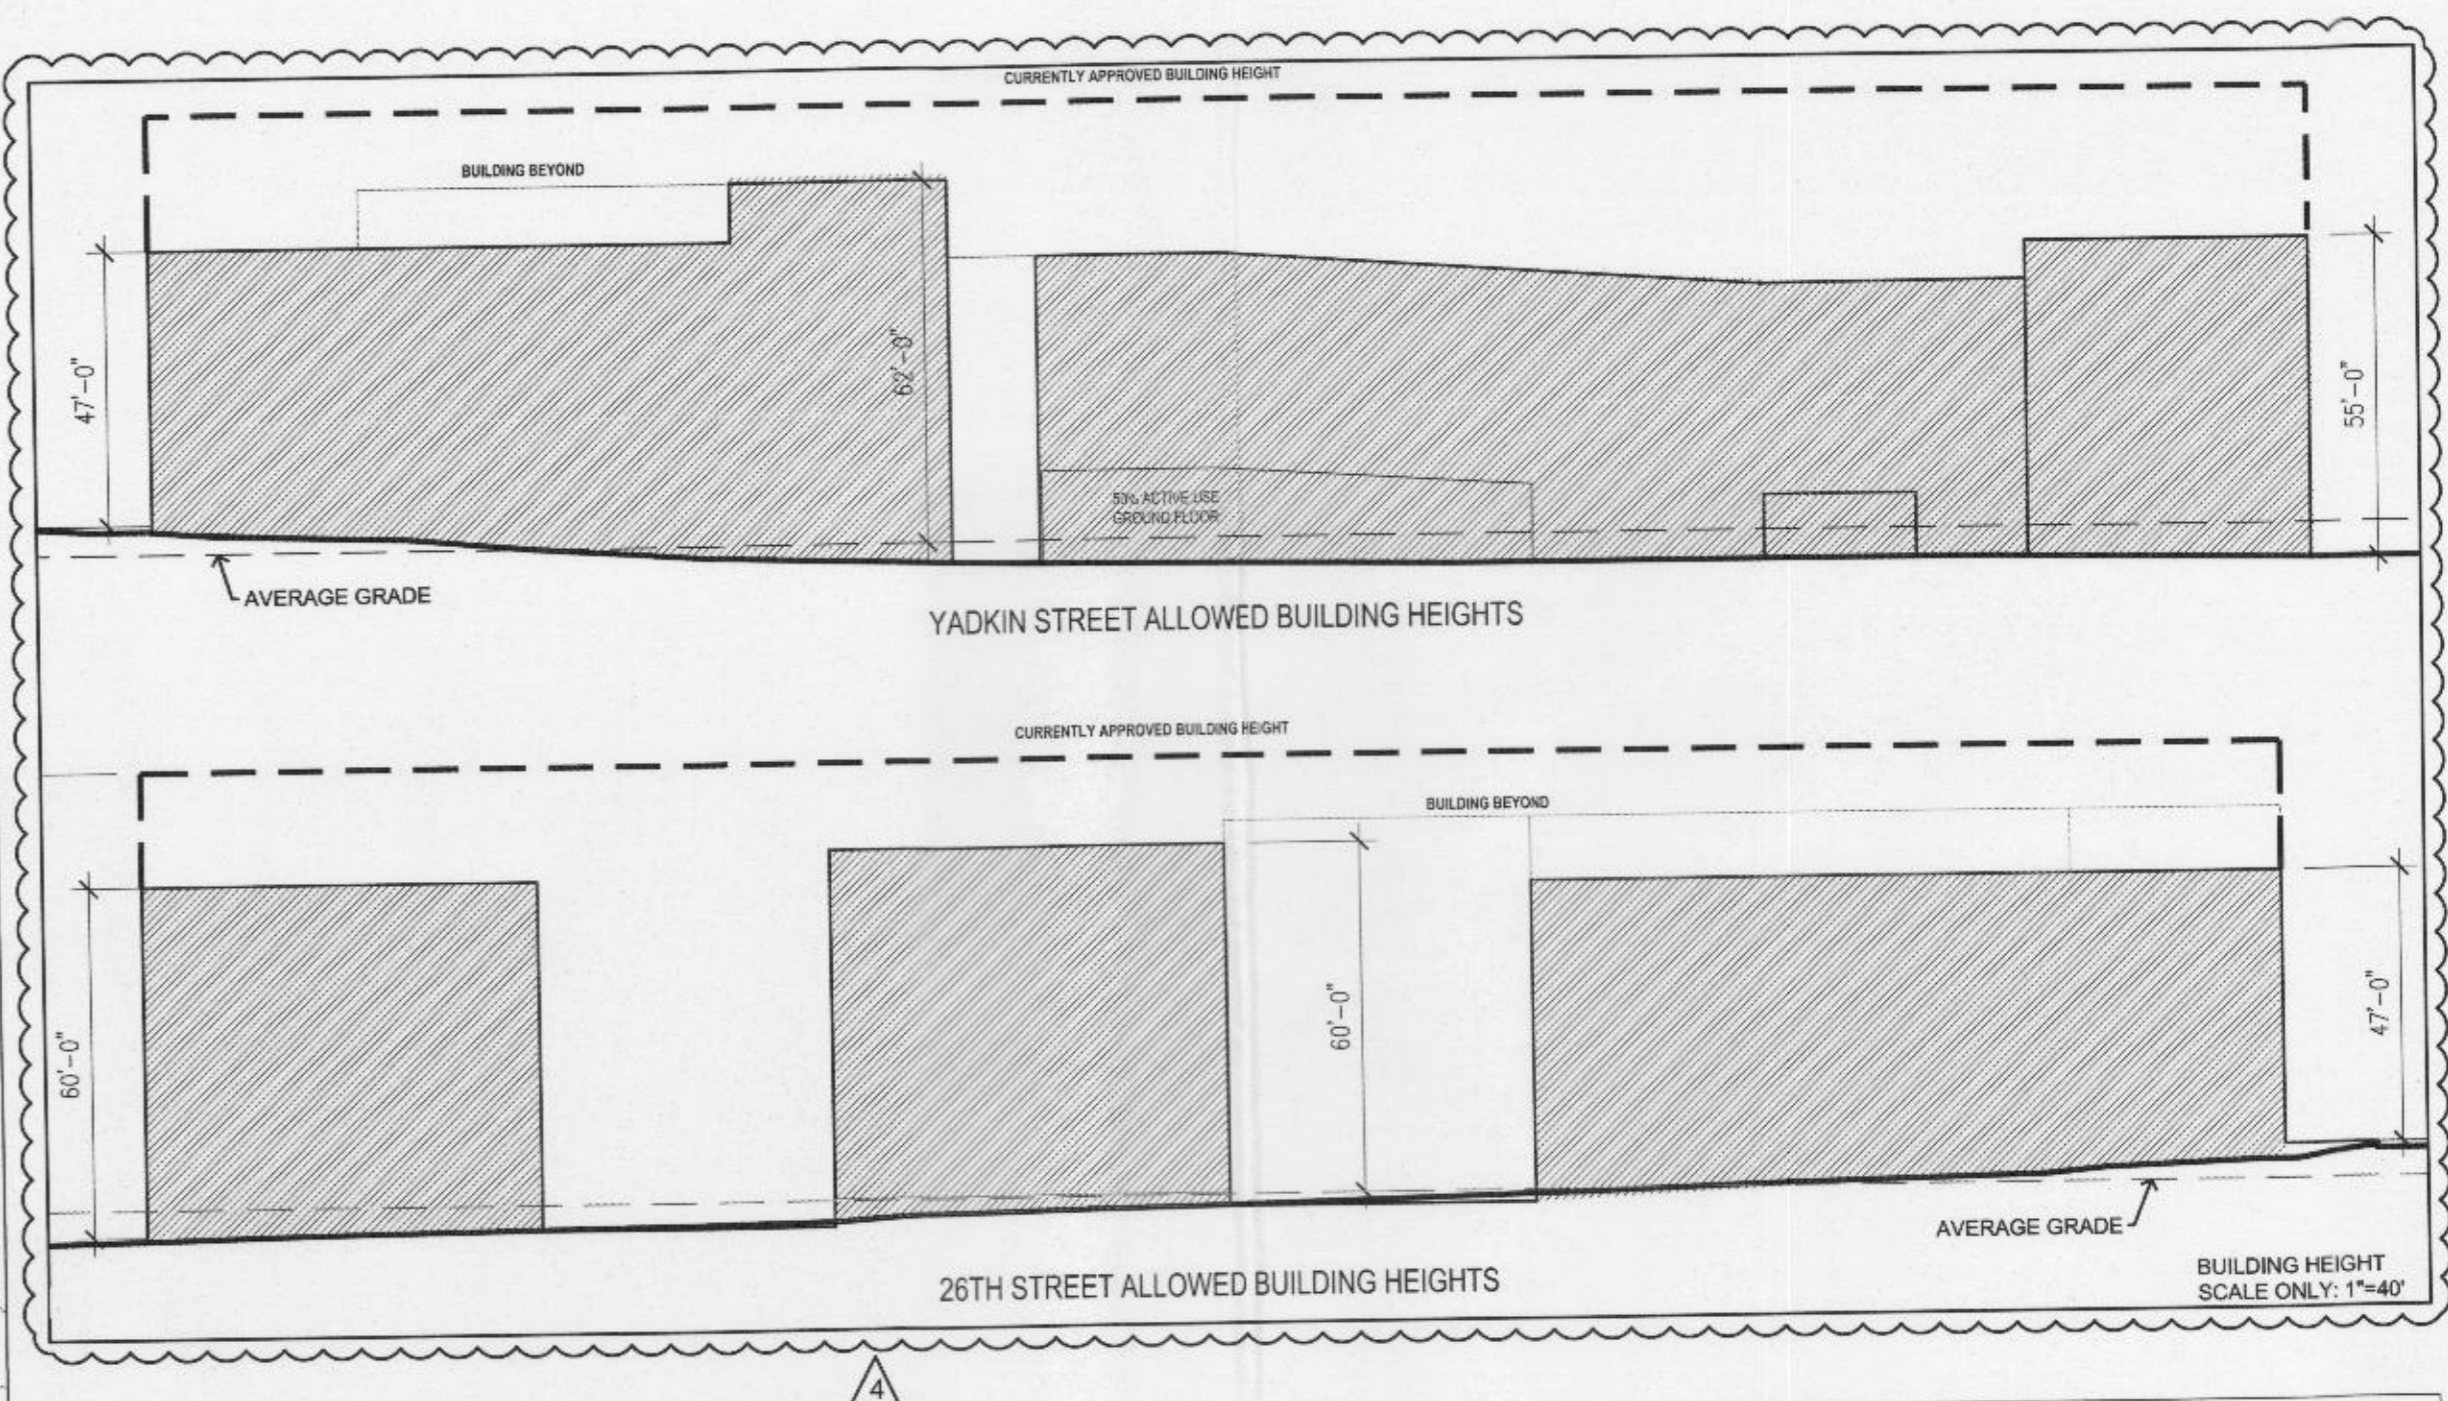 CURRENTLY APPROVED BUILDING HEIGHT
BUILDING BEYOND
47'-0"
62'-0"
55'-0"
50% ACTIVE USE
GROUND FLOOR
AVERAGE GRADE
YADKIN STREET ALLOWED BUILDING HEIGHTS
CURRENTLY APPROVED BUILDING HEIGHT
BUILDING BEYOND
60'-0"
60'-0"
47'-0"
AVERAGE GRADE
26TH STREET ALLOWED BUILDING HEIGHTS
BUILDING HEIGHT
SCALE ONLY: 1"=40'
4